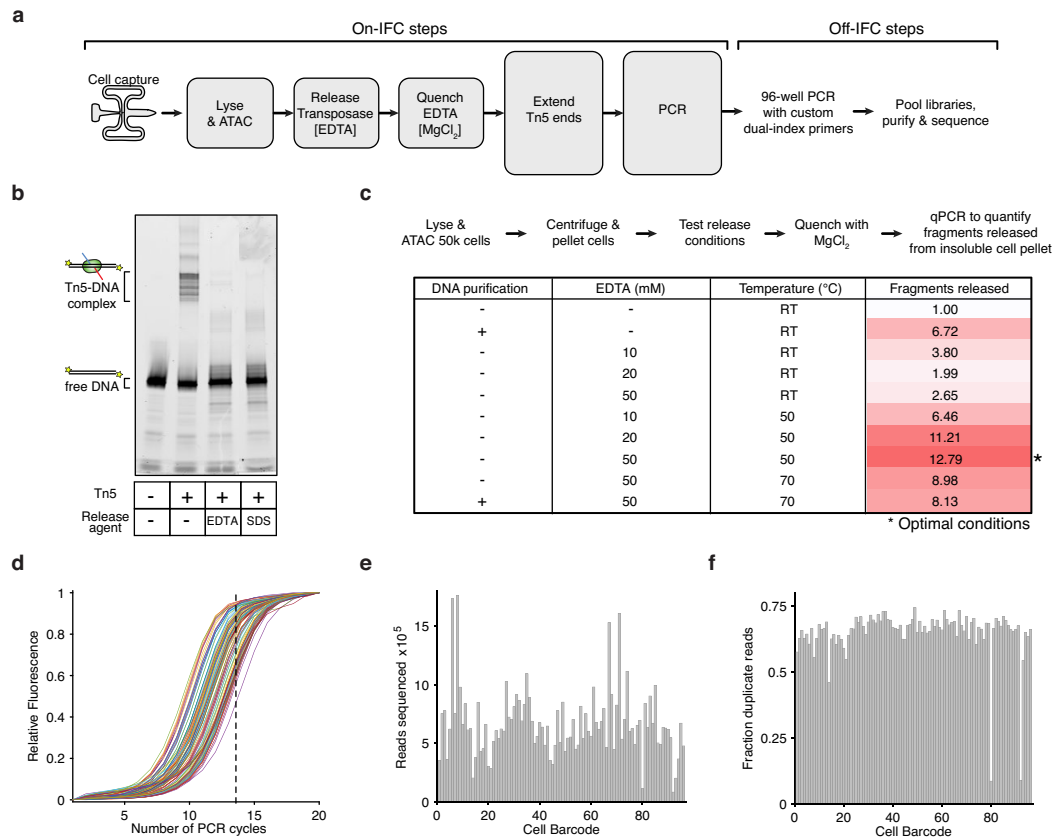 a
On-IFC steps
Off-IFC steps
Cell capture
Lyse
& ATAC
Release
Transposase
[EDTA]
Quench
EDTA
[MgCl2]
Extend
Tn5 ends
PCR
96-well PCR
with custom
dual-index primers
Pool libraries,
purify & sequence
b
Tn5-DNA
complex
free DNA
Tn5 - + + +
Release
agent - - EDTA SDS
c
Lyse &
ATAC 50k cells
Centrifuge &
pellet cells
Test release
conditions
Quench with
MgCl2
qPCR to quantify
fragments released
from insoluble cell pellet
DNA purification EDTA (mM) Temperature (°C) Fragments released
- - RT 1.00
+ - RT 6.72
- 10 RT 3.80
- 20 RT 1.99
- 50 RT 2.65
- 10 50 6.46
- 20 50 11.21
- 50 50 12.79 *
- 50 70 8.98
+ 50 70 8.13
* Optimal conditions
d
Relative Fluorescence
1
0.8
0.6
0.4
0.2
0
5 10 15 20
Number of PCR cycles
e
Reads sequenced x10^5
15
10
5
0
0 20 40 60 80
Cell Barcode
f
Fraction duplicate reads
0.75
0.50
0.25
0
0 20 40 60 80
Cell Barcode